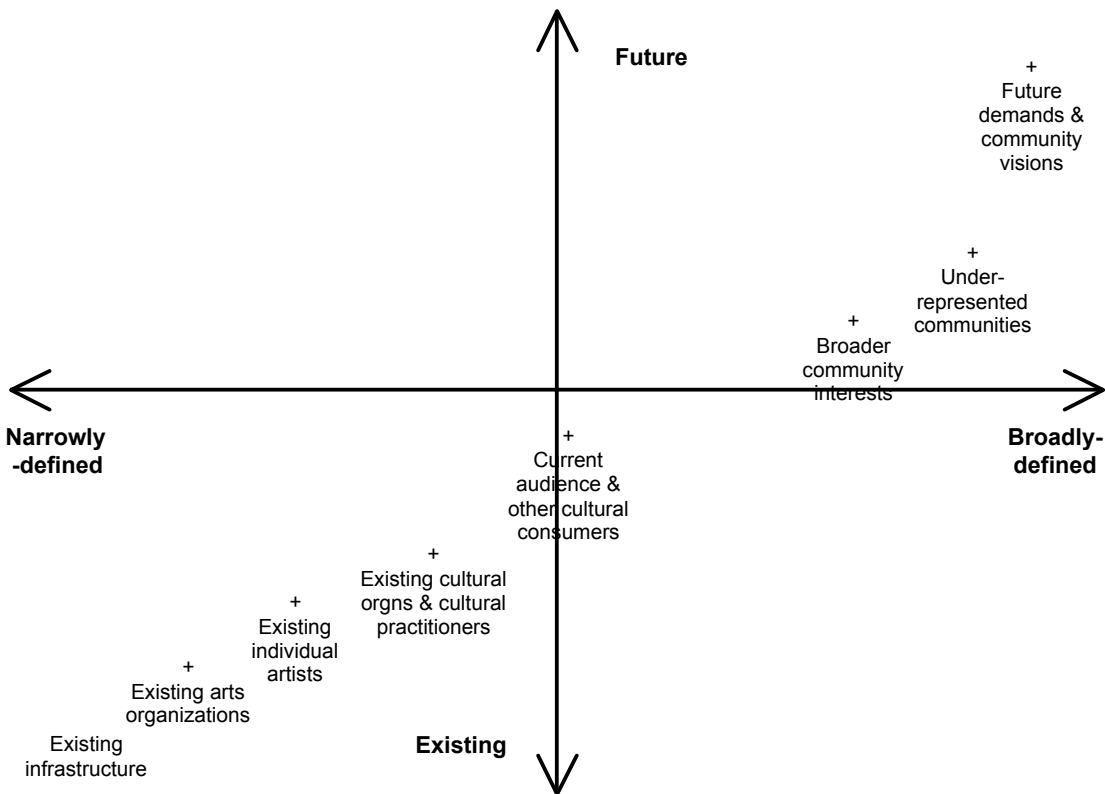 Future
+
Future
demands &
community
visions
+
Under-
represented
communities
+
Broader
community
interests
Narrowly
-defined
Broadly-
defined
+
Current
audience &
other cultural
consumers
+
Existing cultural
orgns & cultural
practitioners
+
Existing
individual
artists
+
Existing arts
organizations
Existing
infrastructure
Existing